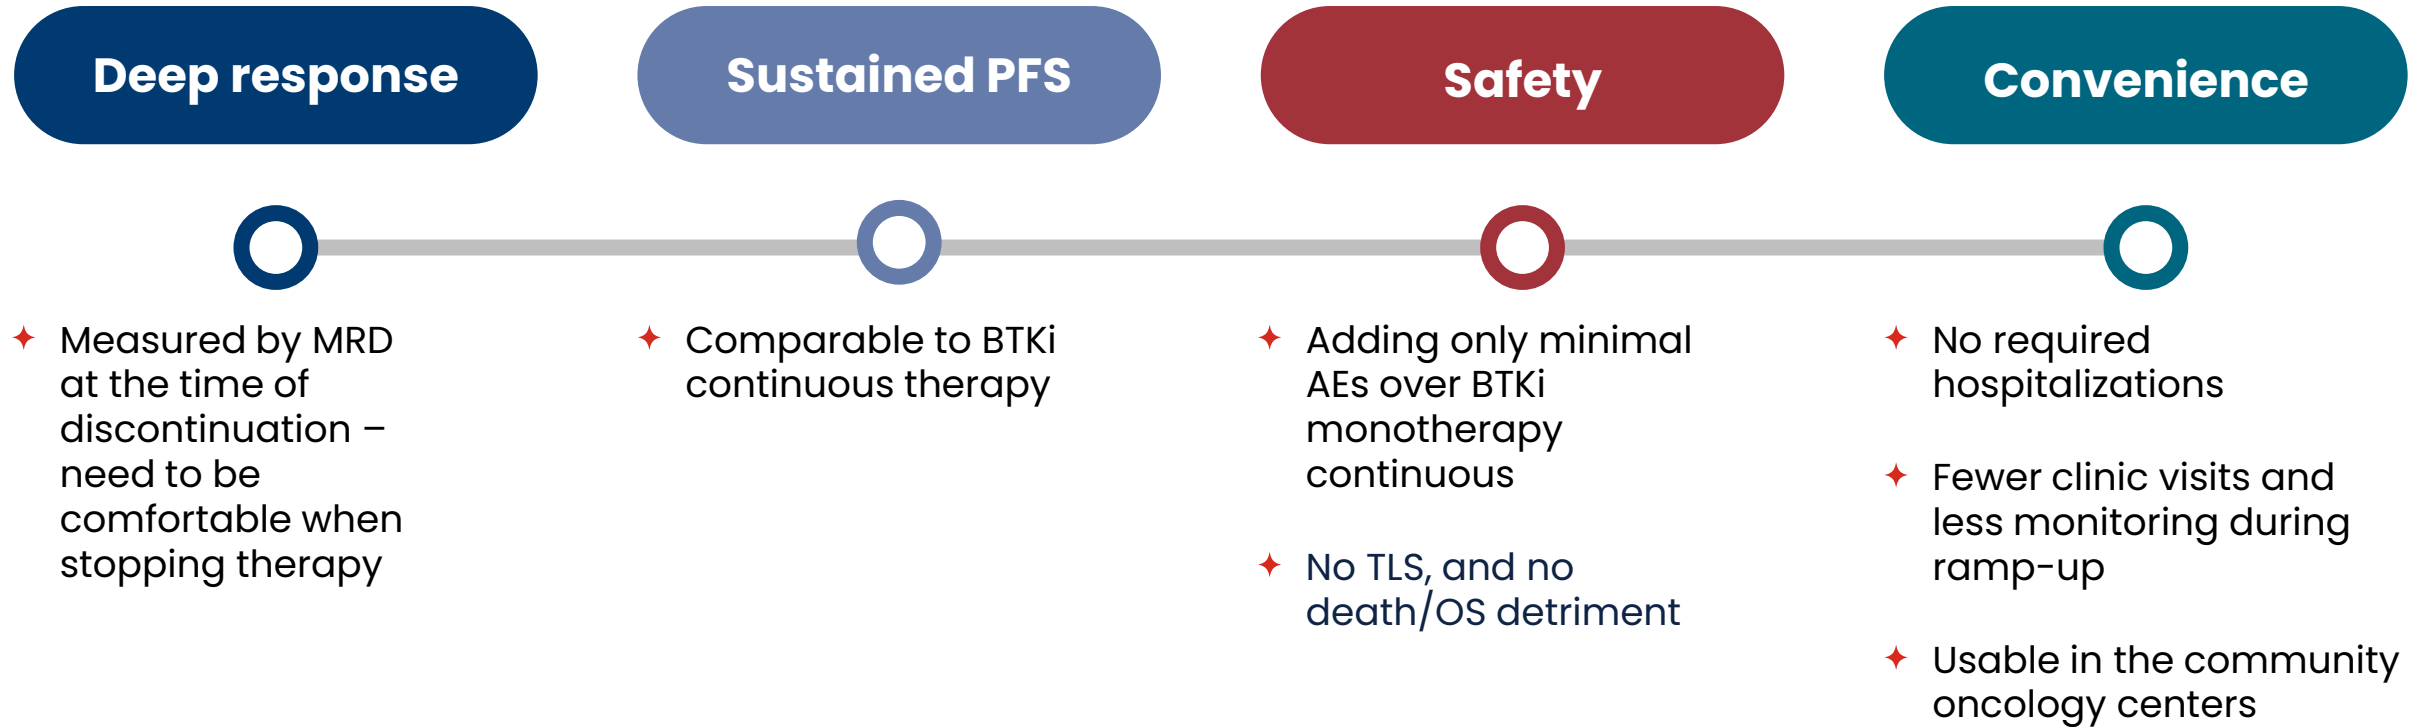 Deep response
Measured by MRD
at the time of
discontinuation –
need to be
comfortable when
stopping therapy
Sustained PFS
Comparable to BTKi
continuous therapy
Safety
Adding only minimal
AEs over BTKi
monotherapy
continuous
No TLS, and no
death/OS detriment
Convenience
No required
hospitalizations
Fewer clinic visits and
less monitoring during
ramp-up
Usable in the community
oncology centers